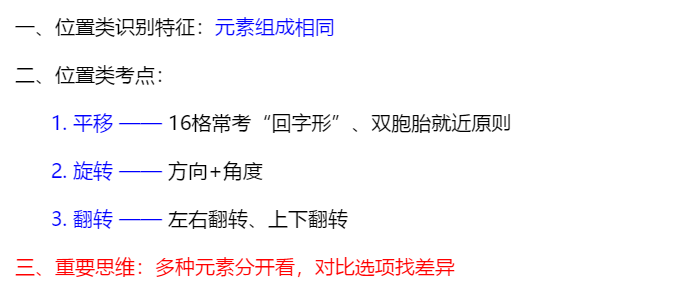 一、位置类识别特征：元素组成相同
二、位置类考点：
1. 平移 —— 16格常考“回字形”、双胞胎就近原则
2. 旋转 —— 方向+角度
3. 翻转 —— 左右翻转、上下翻转
三、重要思维：多种元素分开看，对比选项找差异